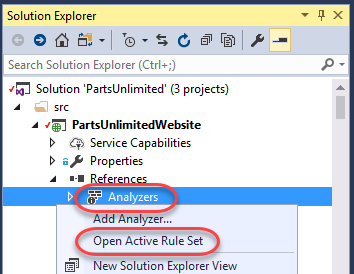 Solution Explorer
Search Solution Explorer (Ctrl+;)
Solution 'PartsUnlimited' (3 projects)
src
PartsUnlimitedWebsite
Service Capabilities
Properties
References
Analyzers
Add Analyzer...
Open Active Rule Set
New Solution Explorer View